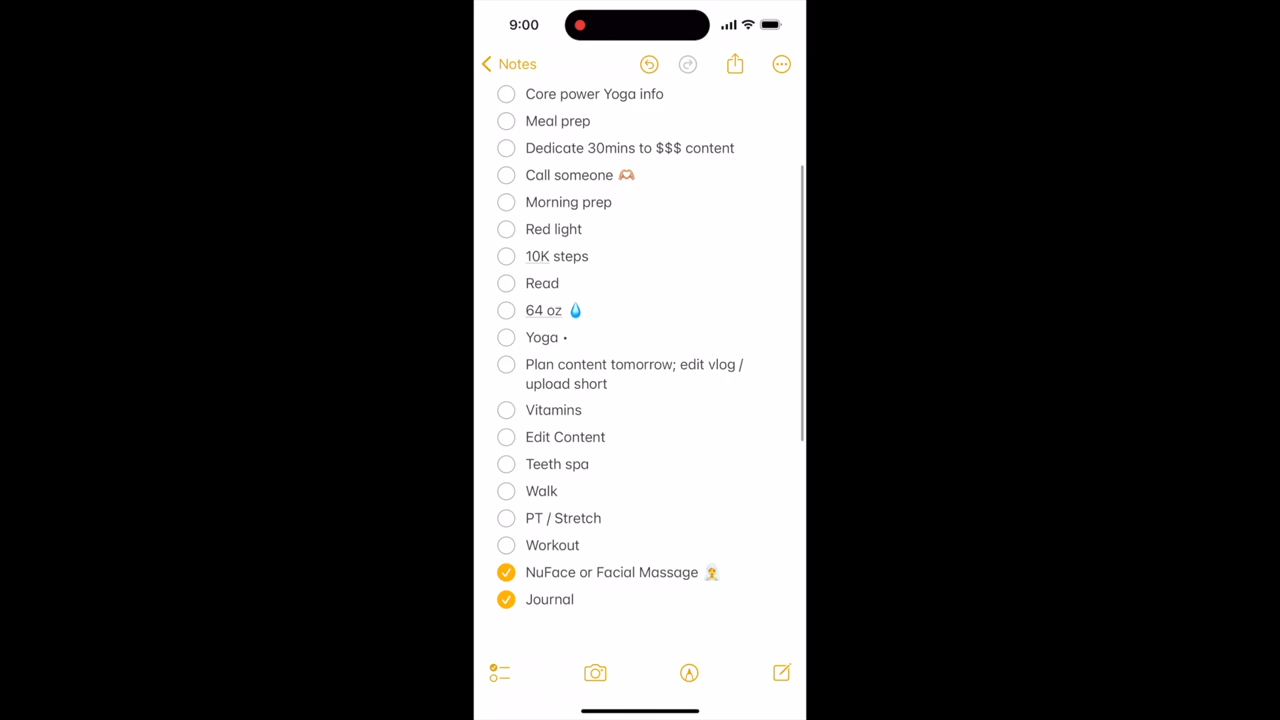 9:00
Notes
Core power Yoga info
Meal prep
Dedicate 30mins to $$$ content
Call someone 🫶🏼
Morning prep
Red light
10K steps
Read
64 oz 💧
Yoga •
Plan content tomorrow; edit vlog /
upload short
Vitamins
Edit Content
Teeth spa
Walk
PT / Stretch
Workout
NuFace or Facial Massage 🧖‍♀️
Journal